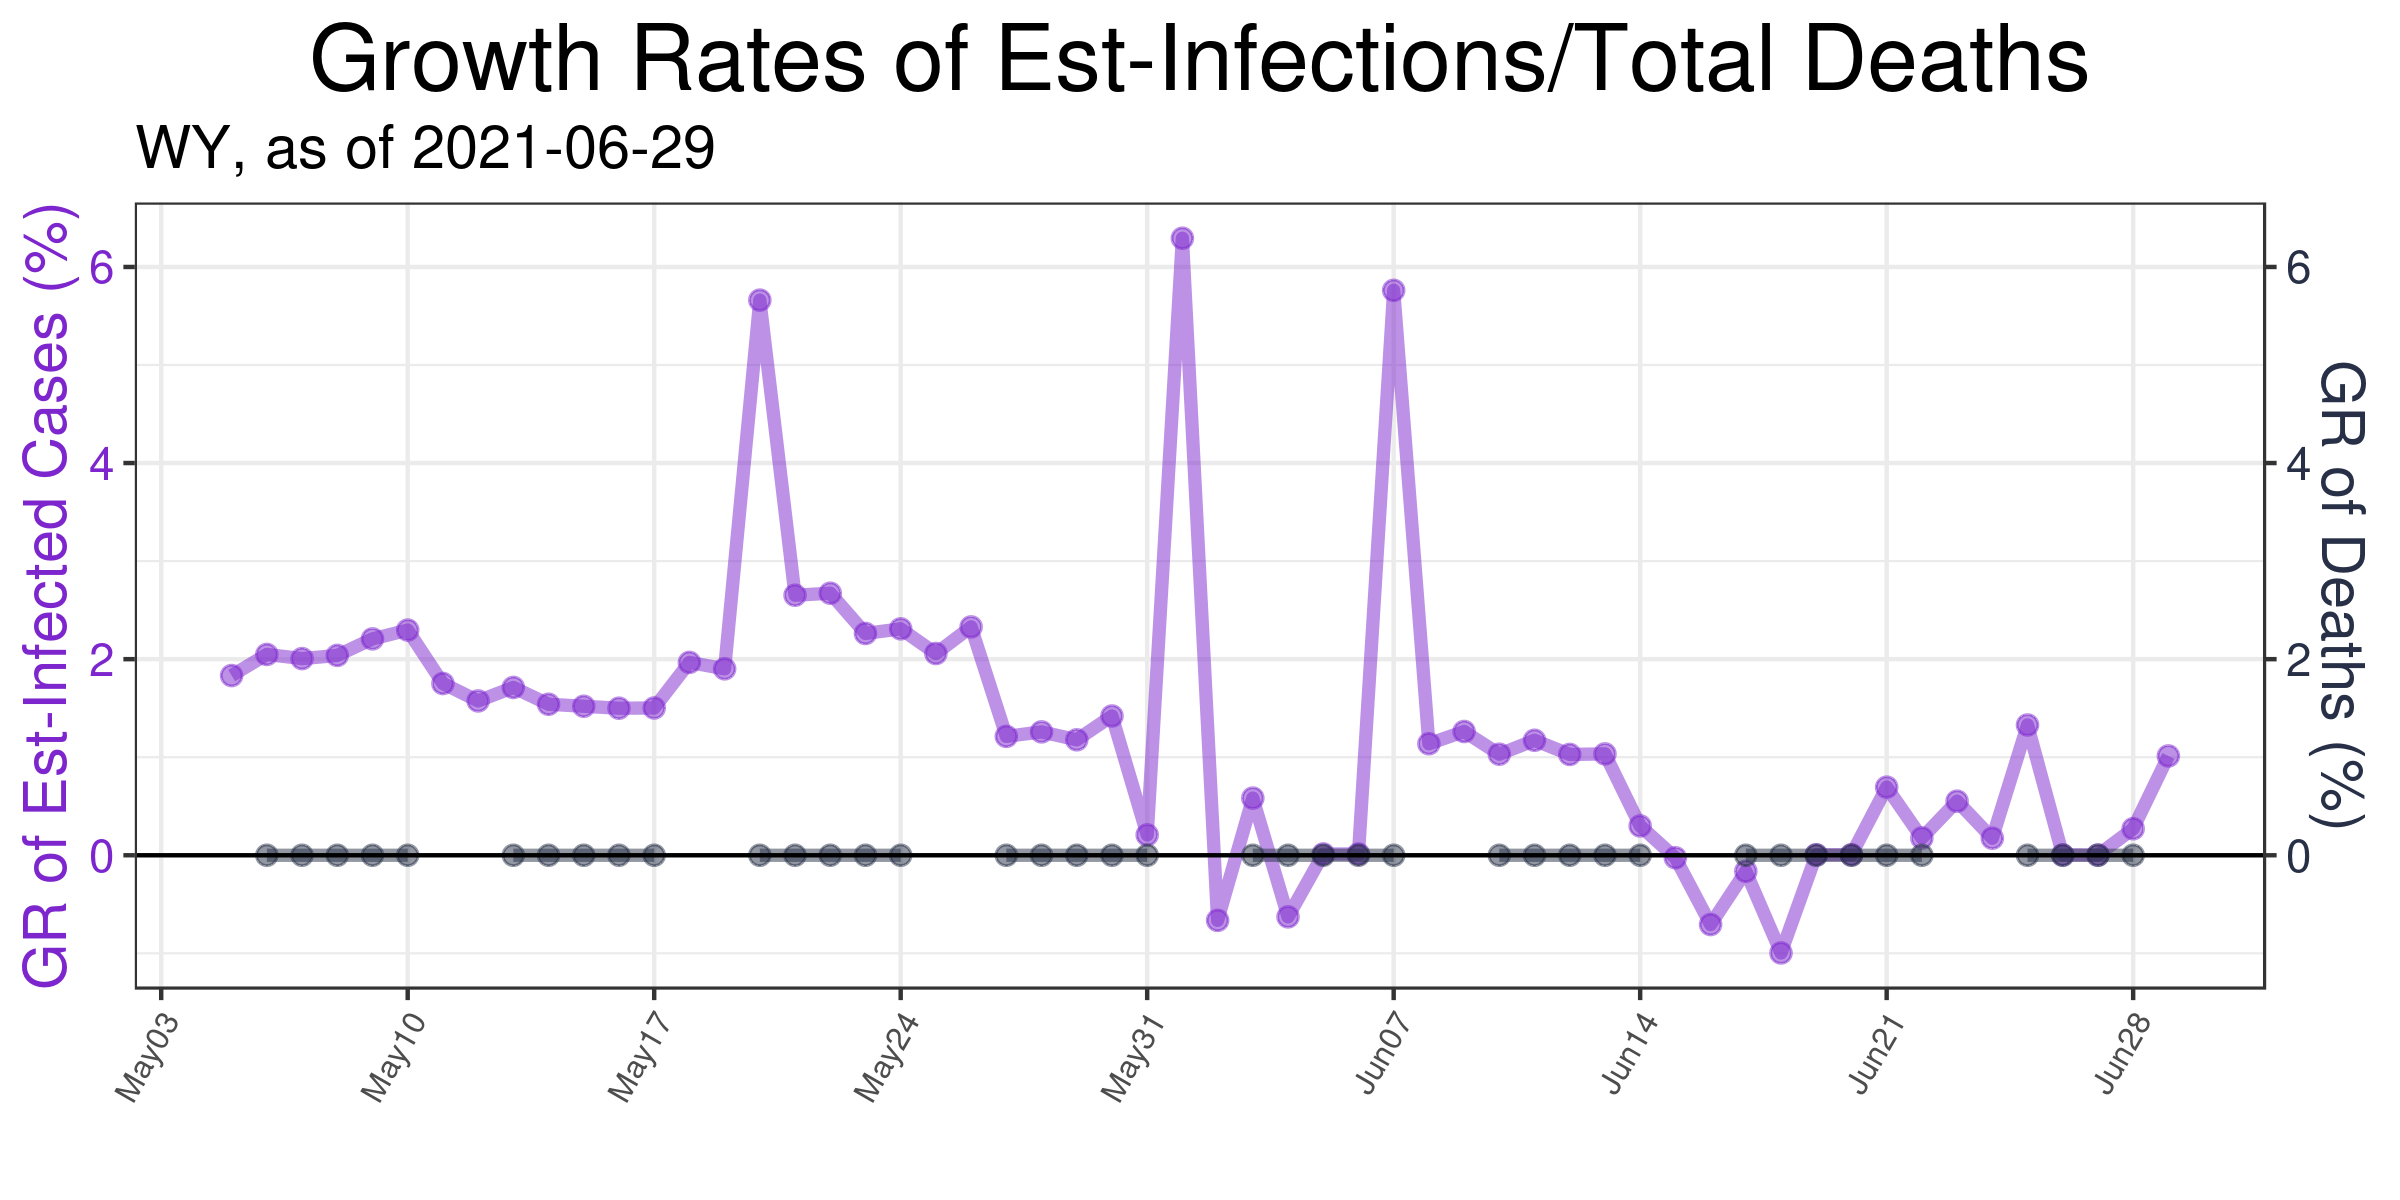 Growth Rates of Est-Infections/Total Deaths
WY, as of 2021-06-29
GR of Est-Infected Cases (%)
6
4
2
0
6
4
2
0
GR of Deaths (%)
May03
May10
May17
May24
May31
Jun07
Jun14
Jun21
Jun28